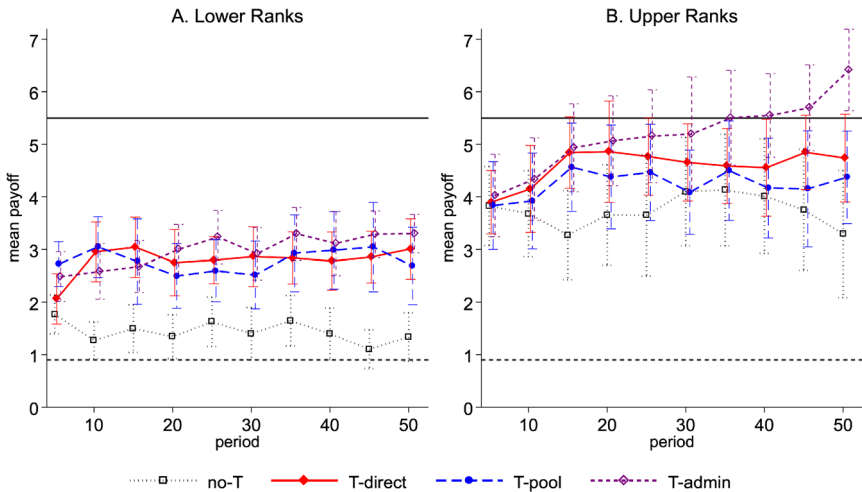 A. Lower Ranks
B. Upper Ranks
mean payoff
7
6
5
4
3
2
1
0
10
20
30
40
50
period
mean payoff
7
6
5
4
3
2
1
0
10
20
30
40
50
period
no-T
T-direct
T-pool
T-admin